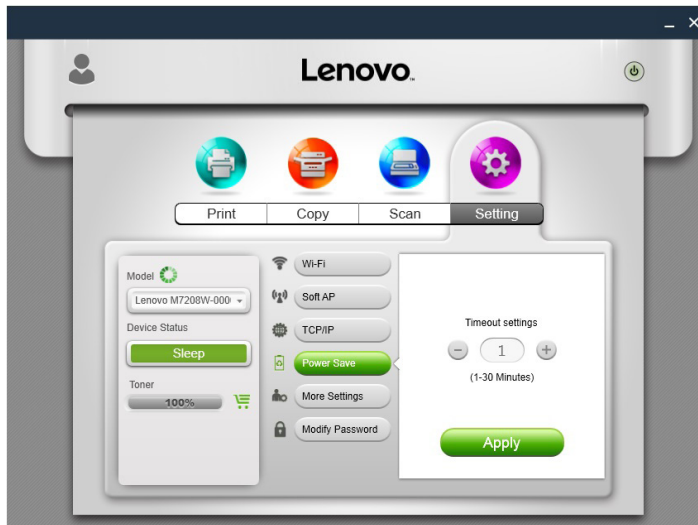 Lenovo
Print
Copy
Scan
Setting
Model
Lenovo M7208W-000
Device Status
Sleep
Toner
100%
Wi-Fi
Soft AP
TCP/IP
Power Save
More Settings
Modify Password
Timeout settings
1
(1-30 Minutes)
Apply